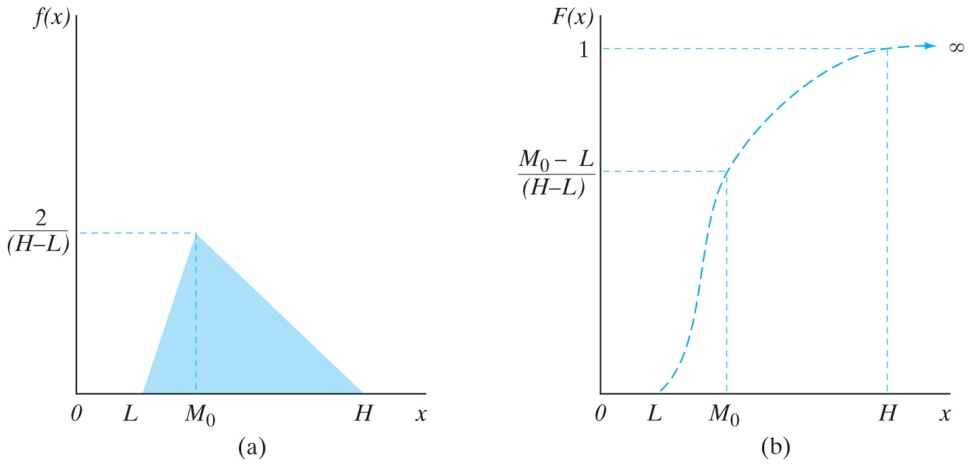 f(x)
2
(H–L)
0 L M₀ H x
(a)
F(x)
1
∞
M₀ – L
(H–L)
0 L M₀ H x
(b)